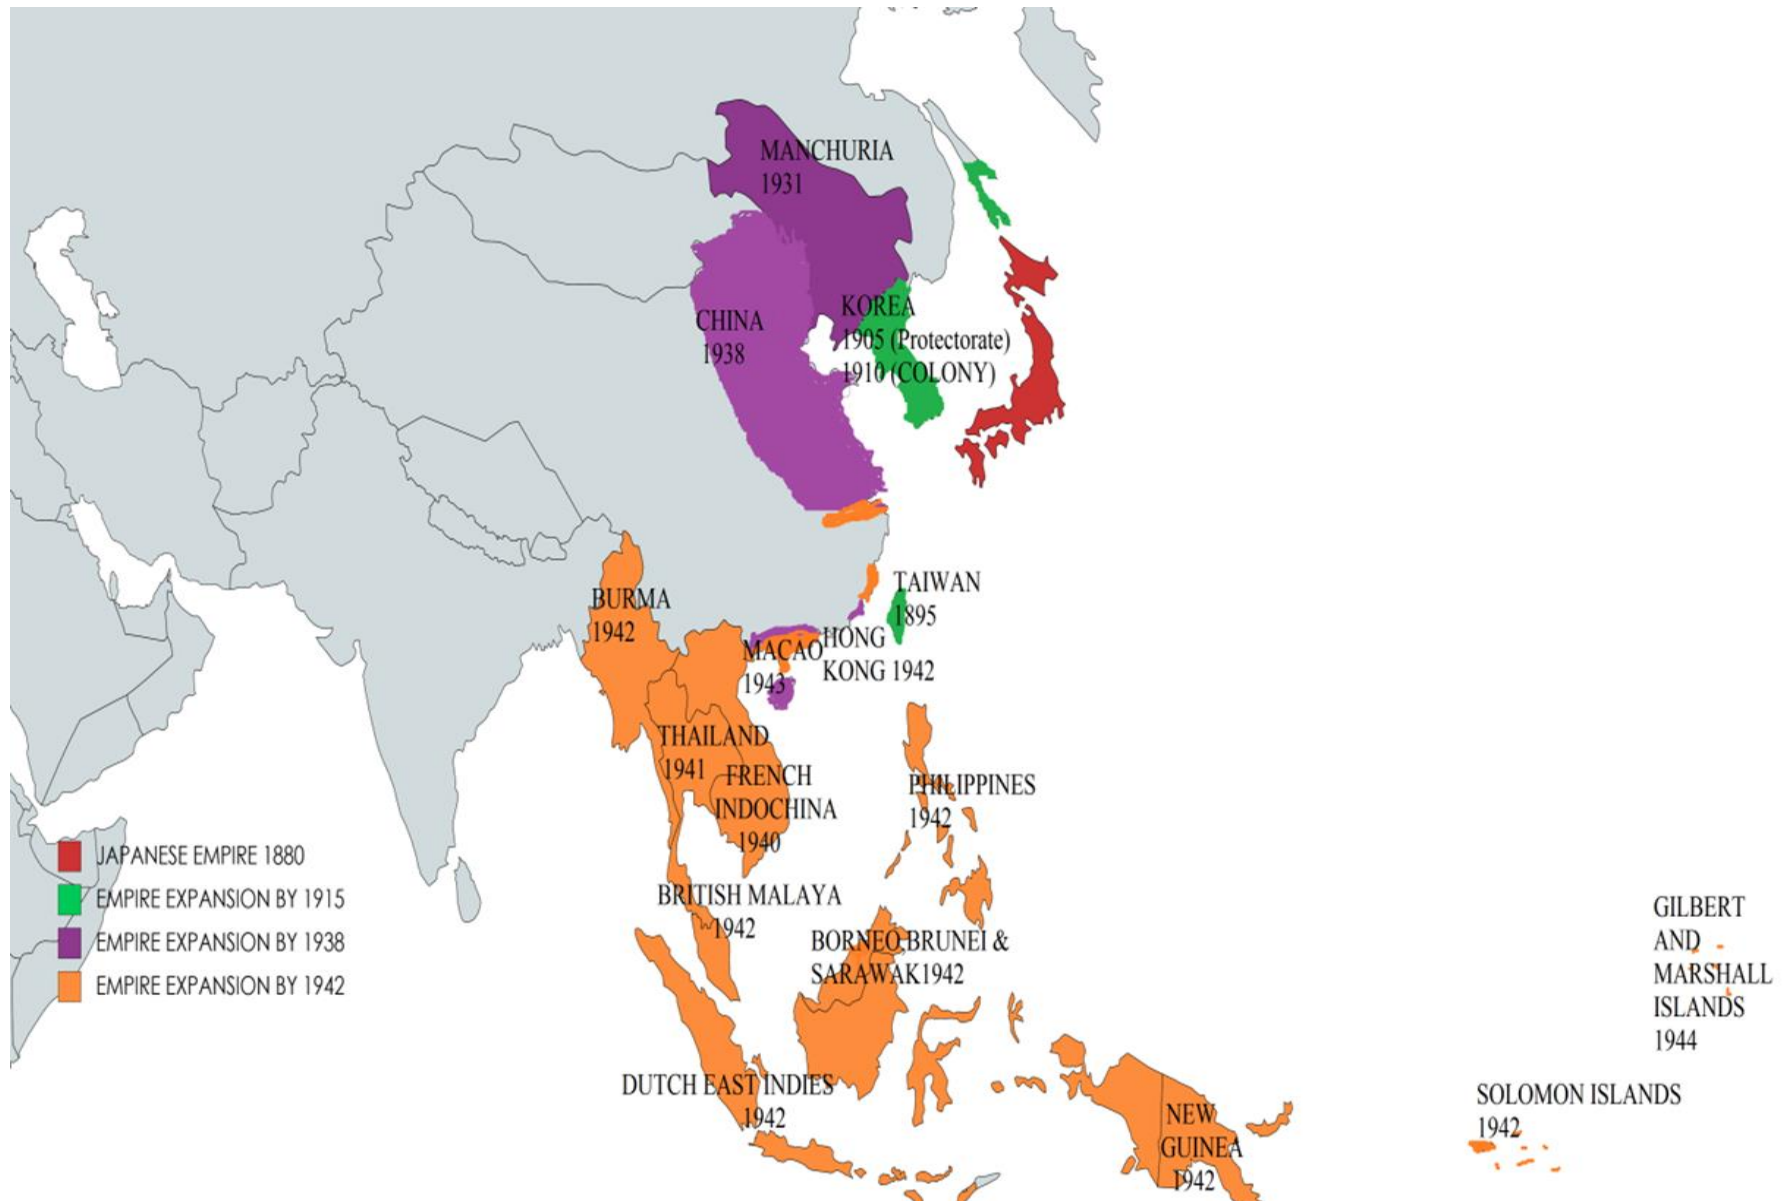 MANCHURIA
1931
CHINA
1938
KOREA
1905 (Protectorate)
1910 (COLONY)
TAIWAN
1895
BURMA
1942
HONG
KONG 1942
MACAO
1943
THAILAND
1941
FRENCH
INDOCHINA
1940
PHILIPPINES
1942
JAPANESE EMPIRE 1880
EMPIRE EXPANSION BY 1915
EMPIRE EXPANSION BY 1938
EMPIRE EXPANSION BY 1942
BRITISH MALAYA
1942
BORNEO,BRUNEI &
SARAWAK1942
GILBERT
AND
MARSHALL
ISLANDS
1944
DUTCH EAST INDIES
1942
NEW
GUINEA
1942
SOLOMON ISLANDS
1942